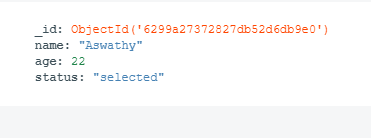 _id: ObjectId('6299a27372827db52d6db9e0')
name: "Aswathy"
age: 22
status: "selected"